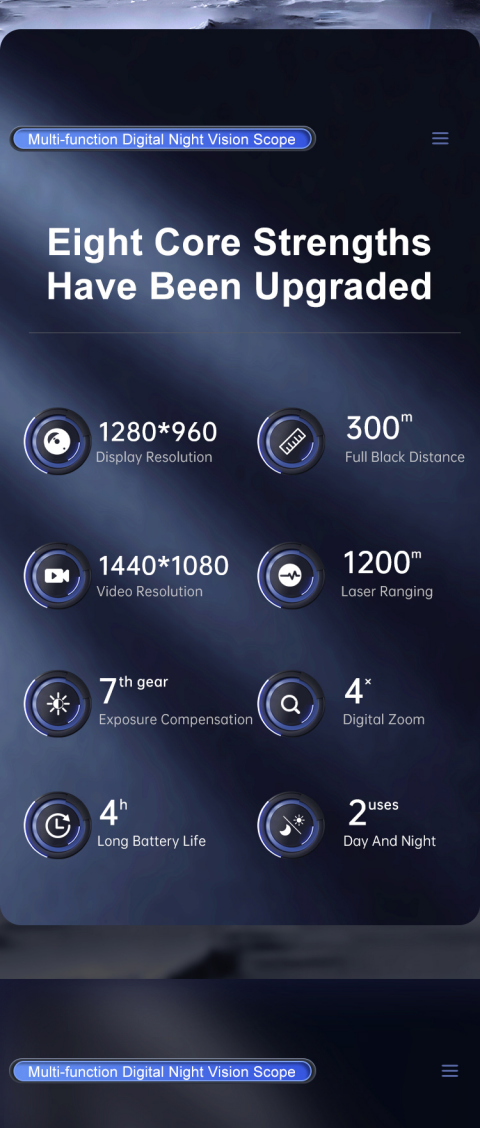 Multi-function Digital Night Vision Scope
Eight Core Strengths
Have Been Upgraded
1280*960
Display Resolution
300m
Full Black Distance
1440*1080
Video Resolution
1200m
Laser Ranging
7th gear
Exposure Compensation
4×
Digital Zoom
4h
Long Battery Life
2uses
Day And Night
Multi-function Digital Night Vision Scope